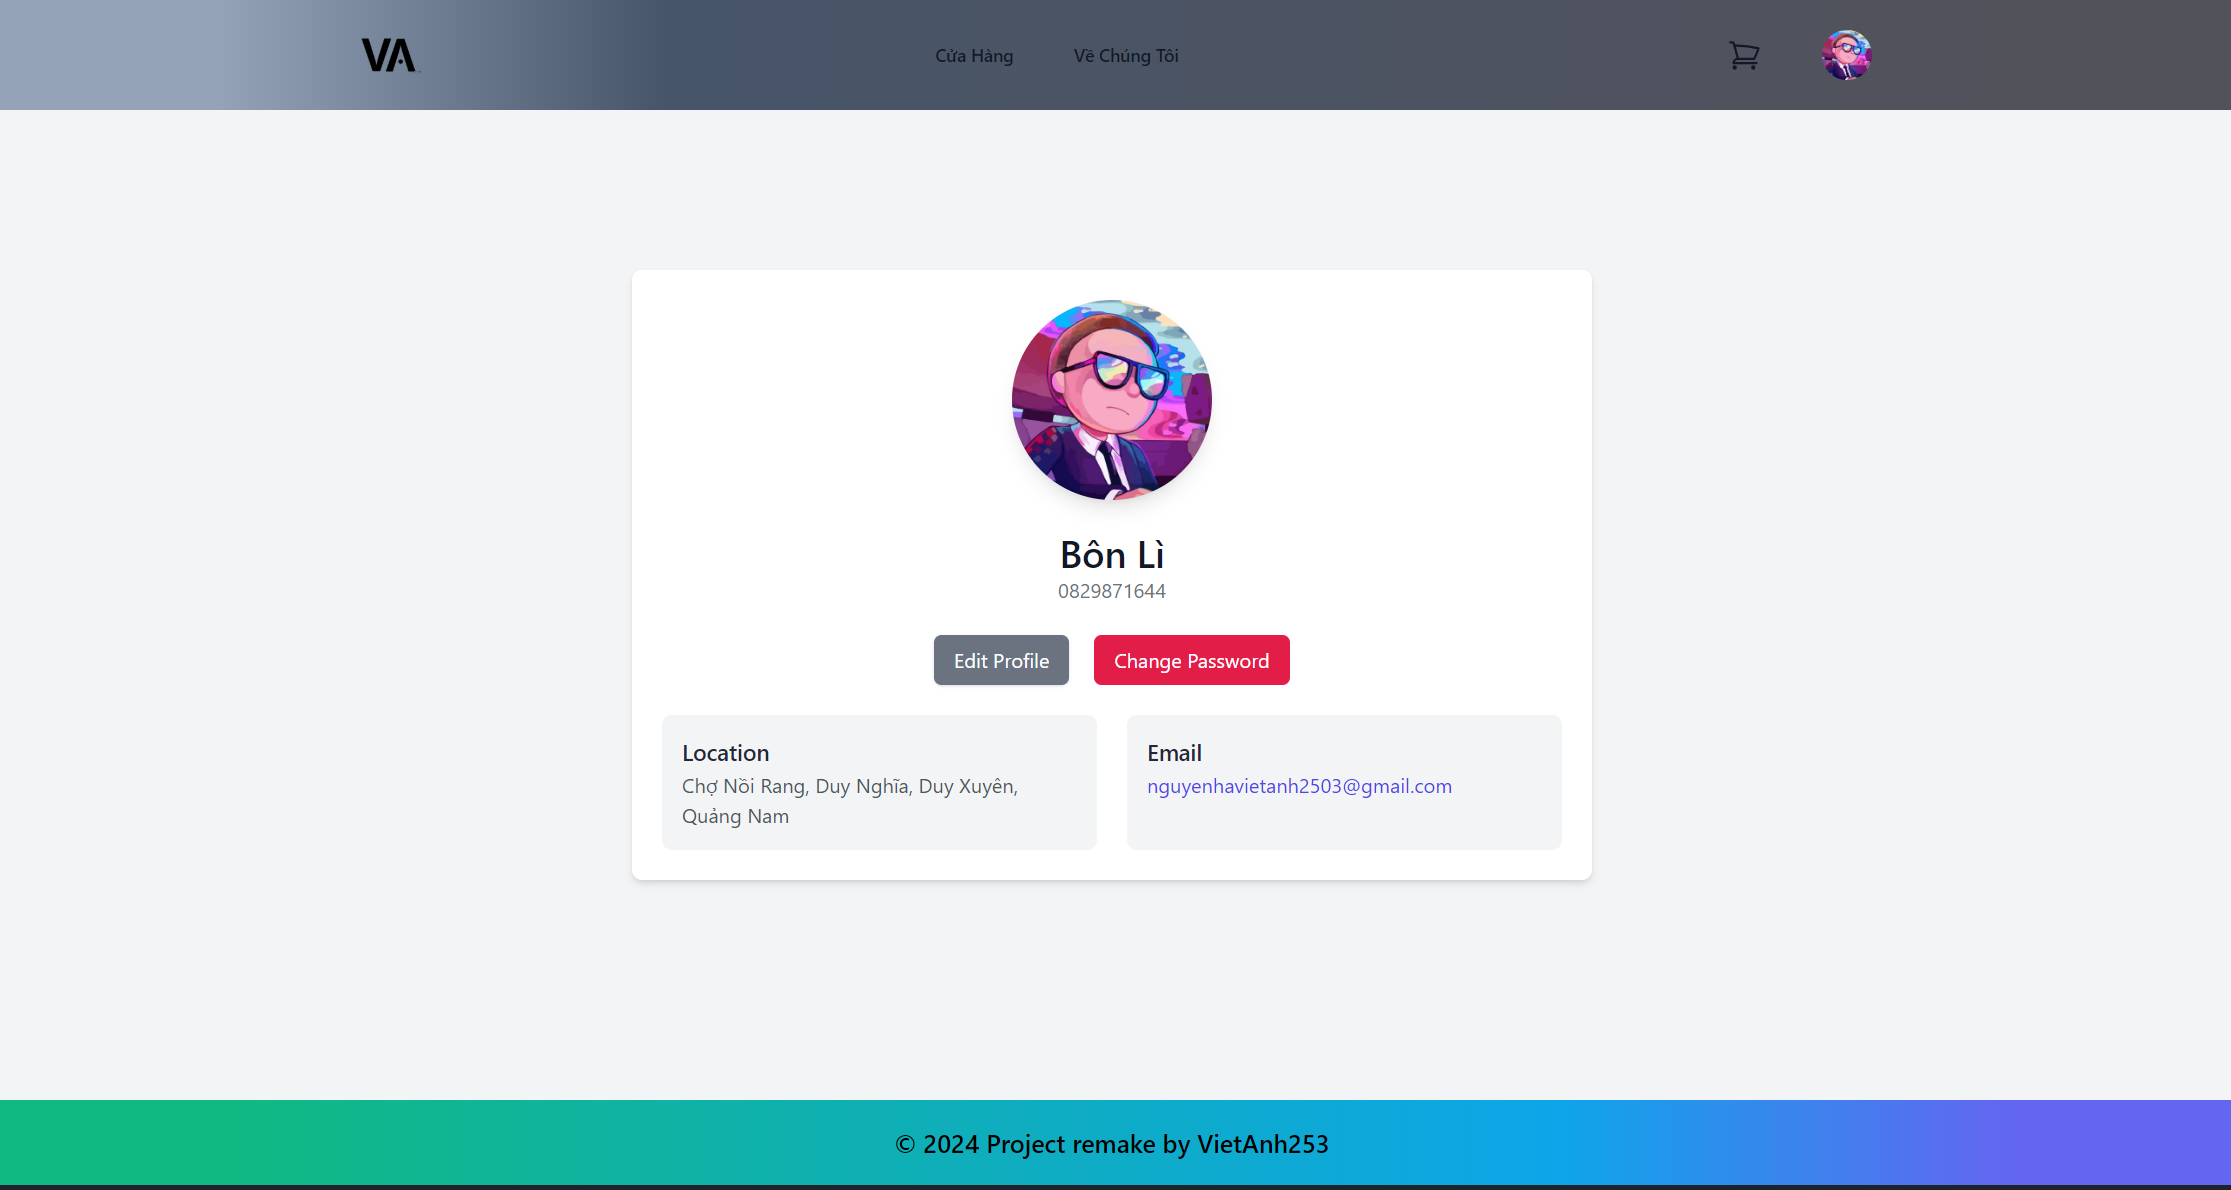 VA
Cửa Hàng
Về Chúng Tôi
Bôn Lì
0829871644
Edit Profile
Change Password
Location
Chợ Nồi Rang, Duy Nghĩa, Duy Xuyên,
Quảng Nam
Email
nguyenhavietanh2503@gmail.com
© 2024 Project remake by VietAnh253